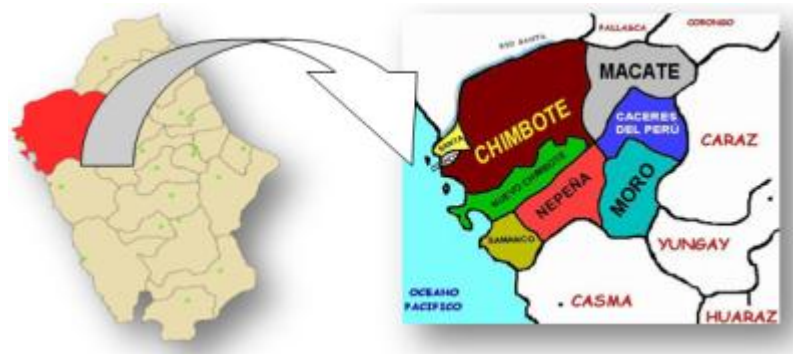 RIO SANTA
PALLASCA
CORONGO
MACATE
CACERES
DEL PERÚ
CARAZ
SANTA
CHIMBOTE
NUEVO CHIMBOTE
NEPEÑA
MORO
SAMANCO
YUNGAY
OCEANO
PACIFICO
CASMA
HUARAZ